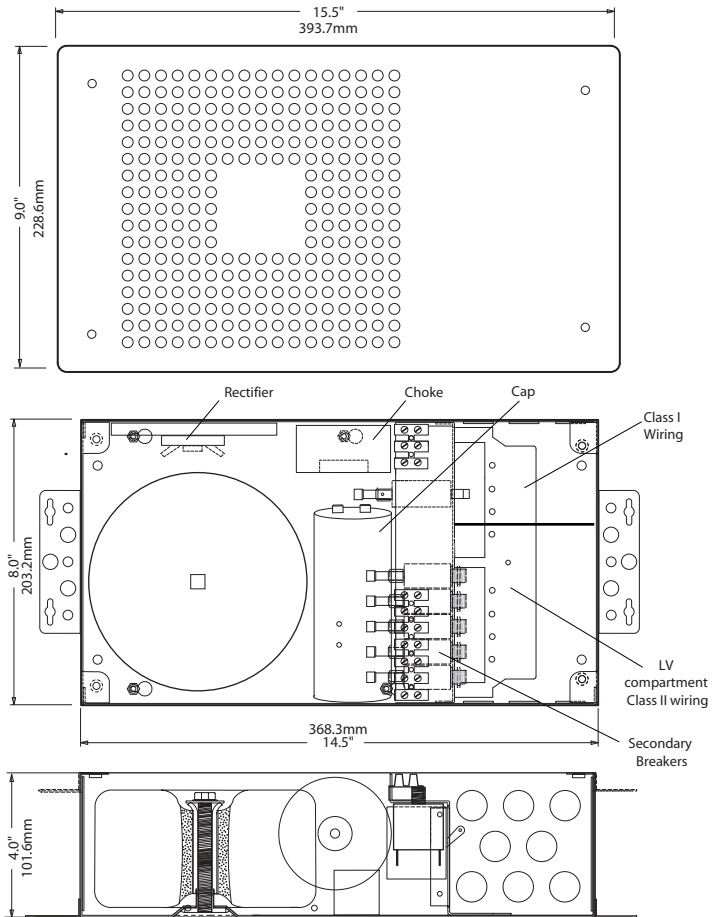 15.5"
393.7mm
9.0"
228.6mm
Rectifier
Choke
Cap
Class I
Wiring
8.0"
203.2mm
LV
compartment
Class II wiring
368.3mm
14.5"
Secondary
Breakers
4.0"
101.6mm